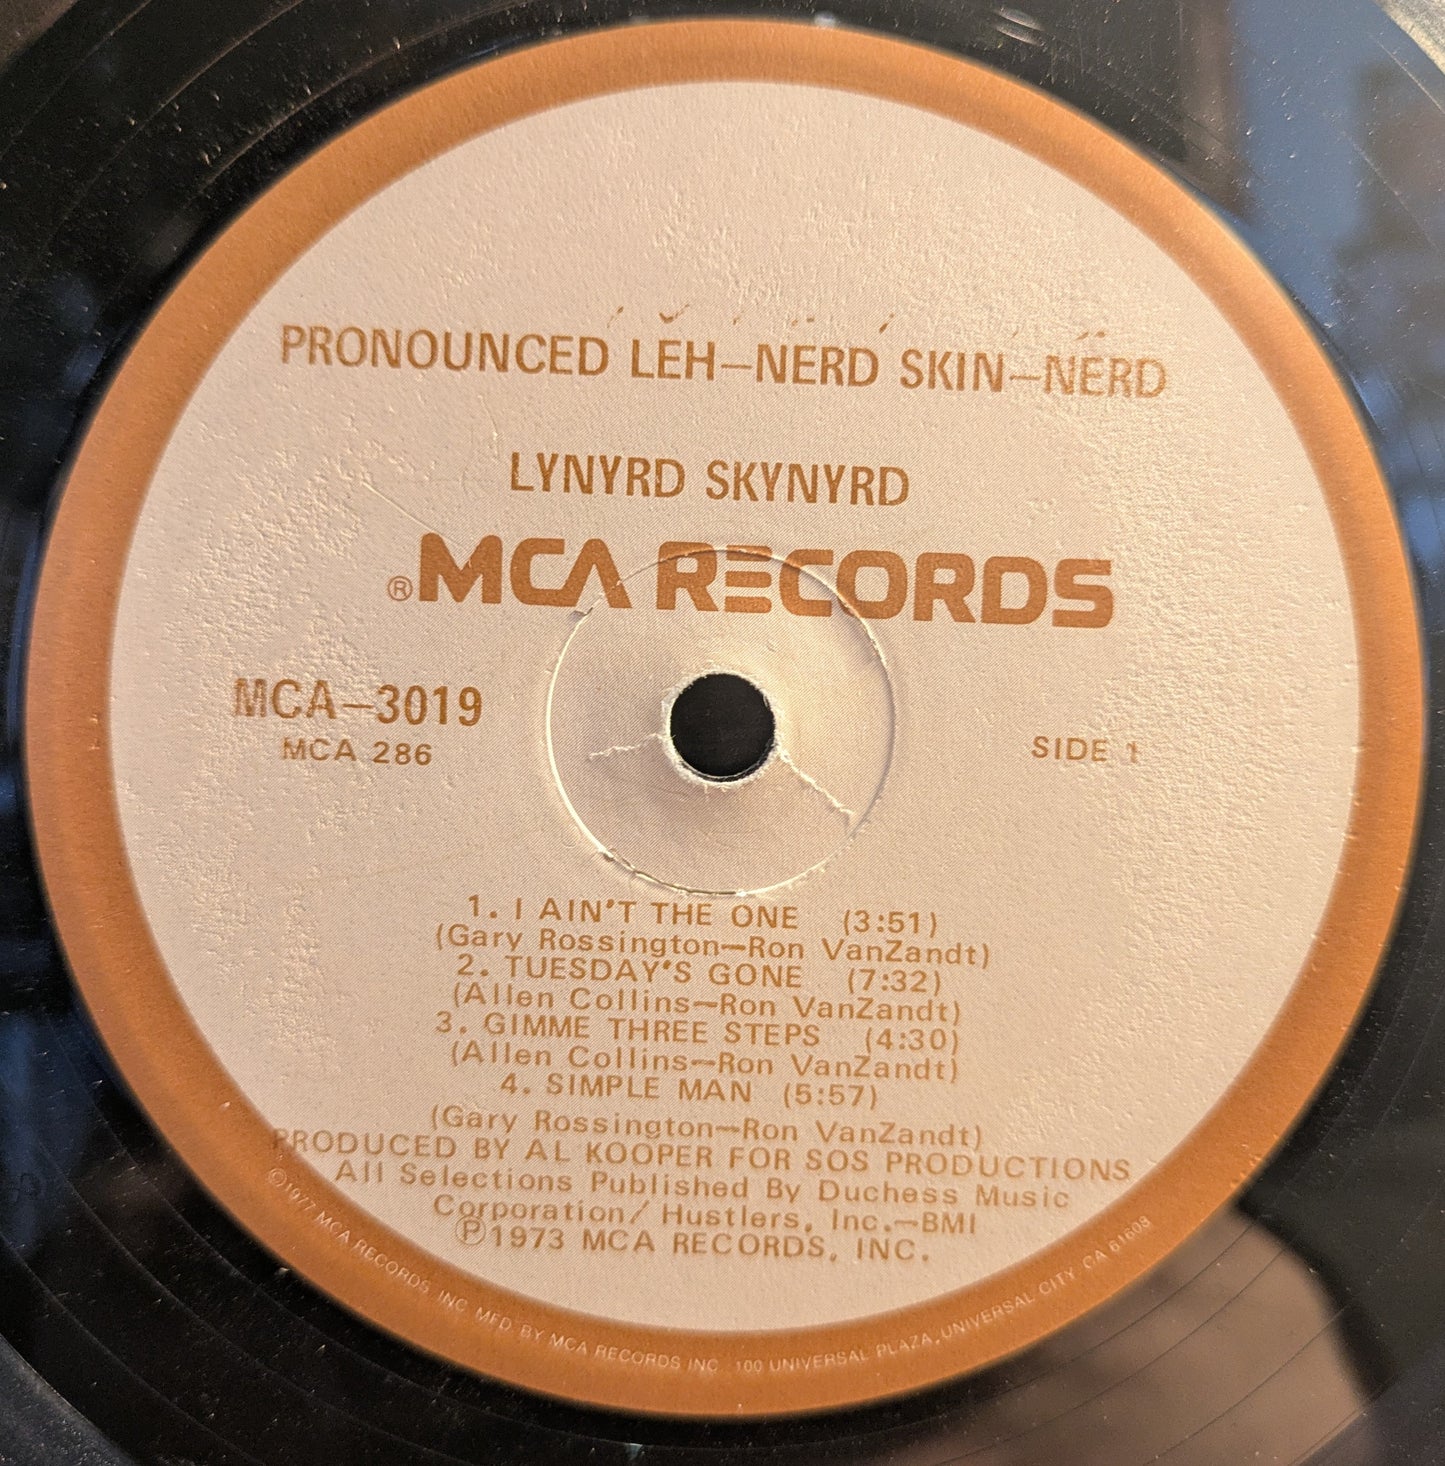 PRONOUNCED LEH–NERD SKIN–NERD
LYNYRD SKYNYRD
®MCA RECORDS
MCA–3019
MCA 286
SIDE 1
1. I AIN'T THE ONE (3:51)
(Gary Rossington–Ron VanZandt)
2. TUESDAY'S GONE (7:32)
(Allen Collins–Ron VanZandt)
3. GIMME THREE STEPS (4:30)
(Allen Collins–Ron VanZandt)
4. SIMPLE MAN (5:57)
(Gary Rossington–Ron VanZandt)
PRODUCED BY AL KOOPER FOR SOS PRODUCTIONS
All Selections Published By Duchess Music
Corporation/ Hustlers, Inc.–BMI
℗1973 MCA RECORDS, INC.
©1977 MCA RECORDS, INC. MFD. BY MCA RECORDS INC. 100 UNIVERSAL PLAZA, UNIVERSAL CITY. CA 61608